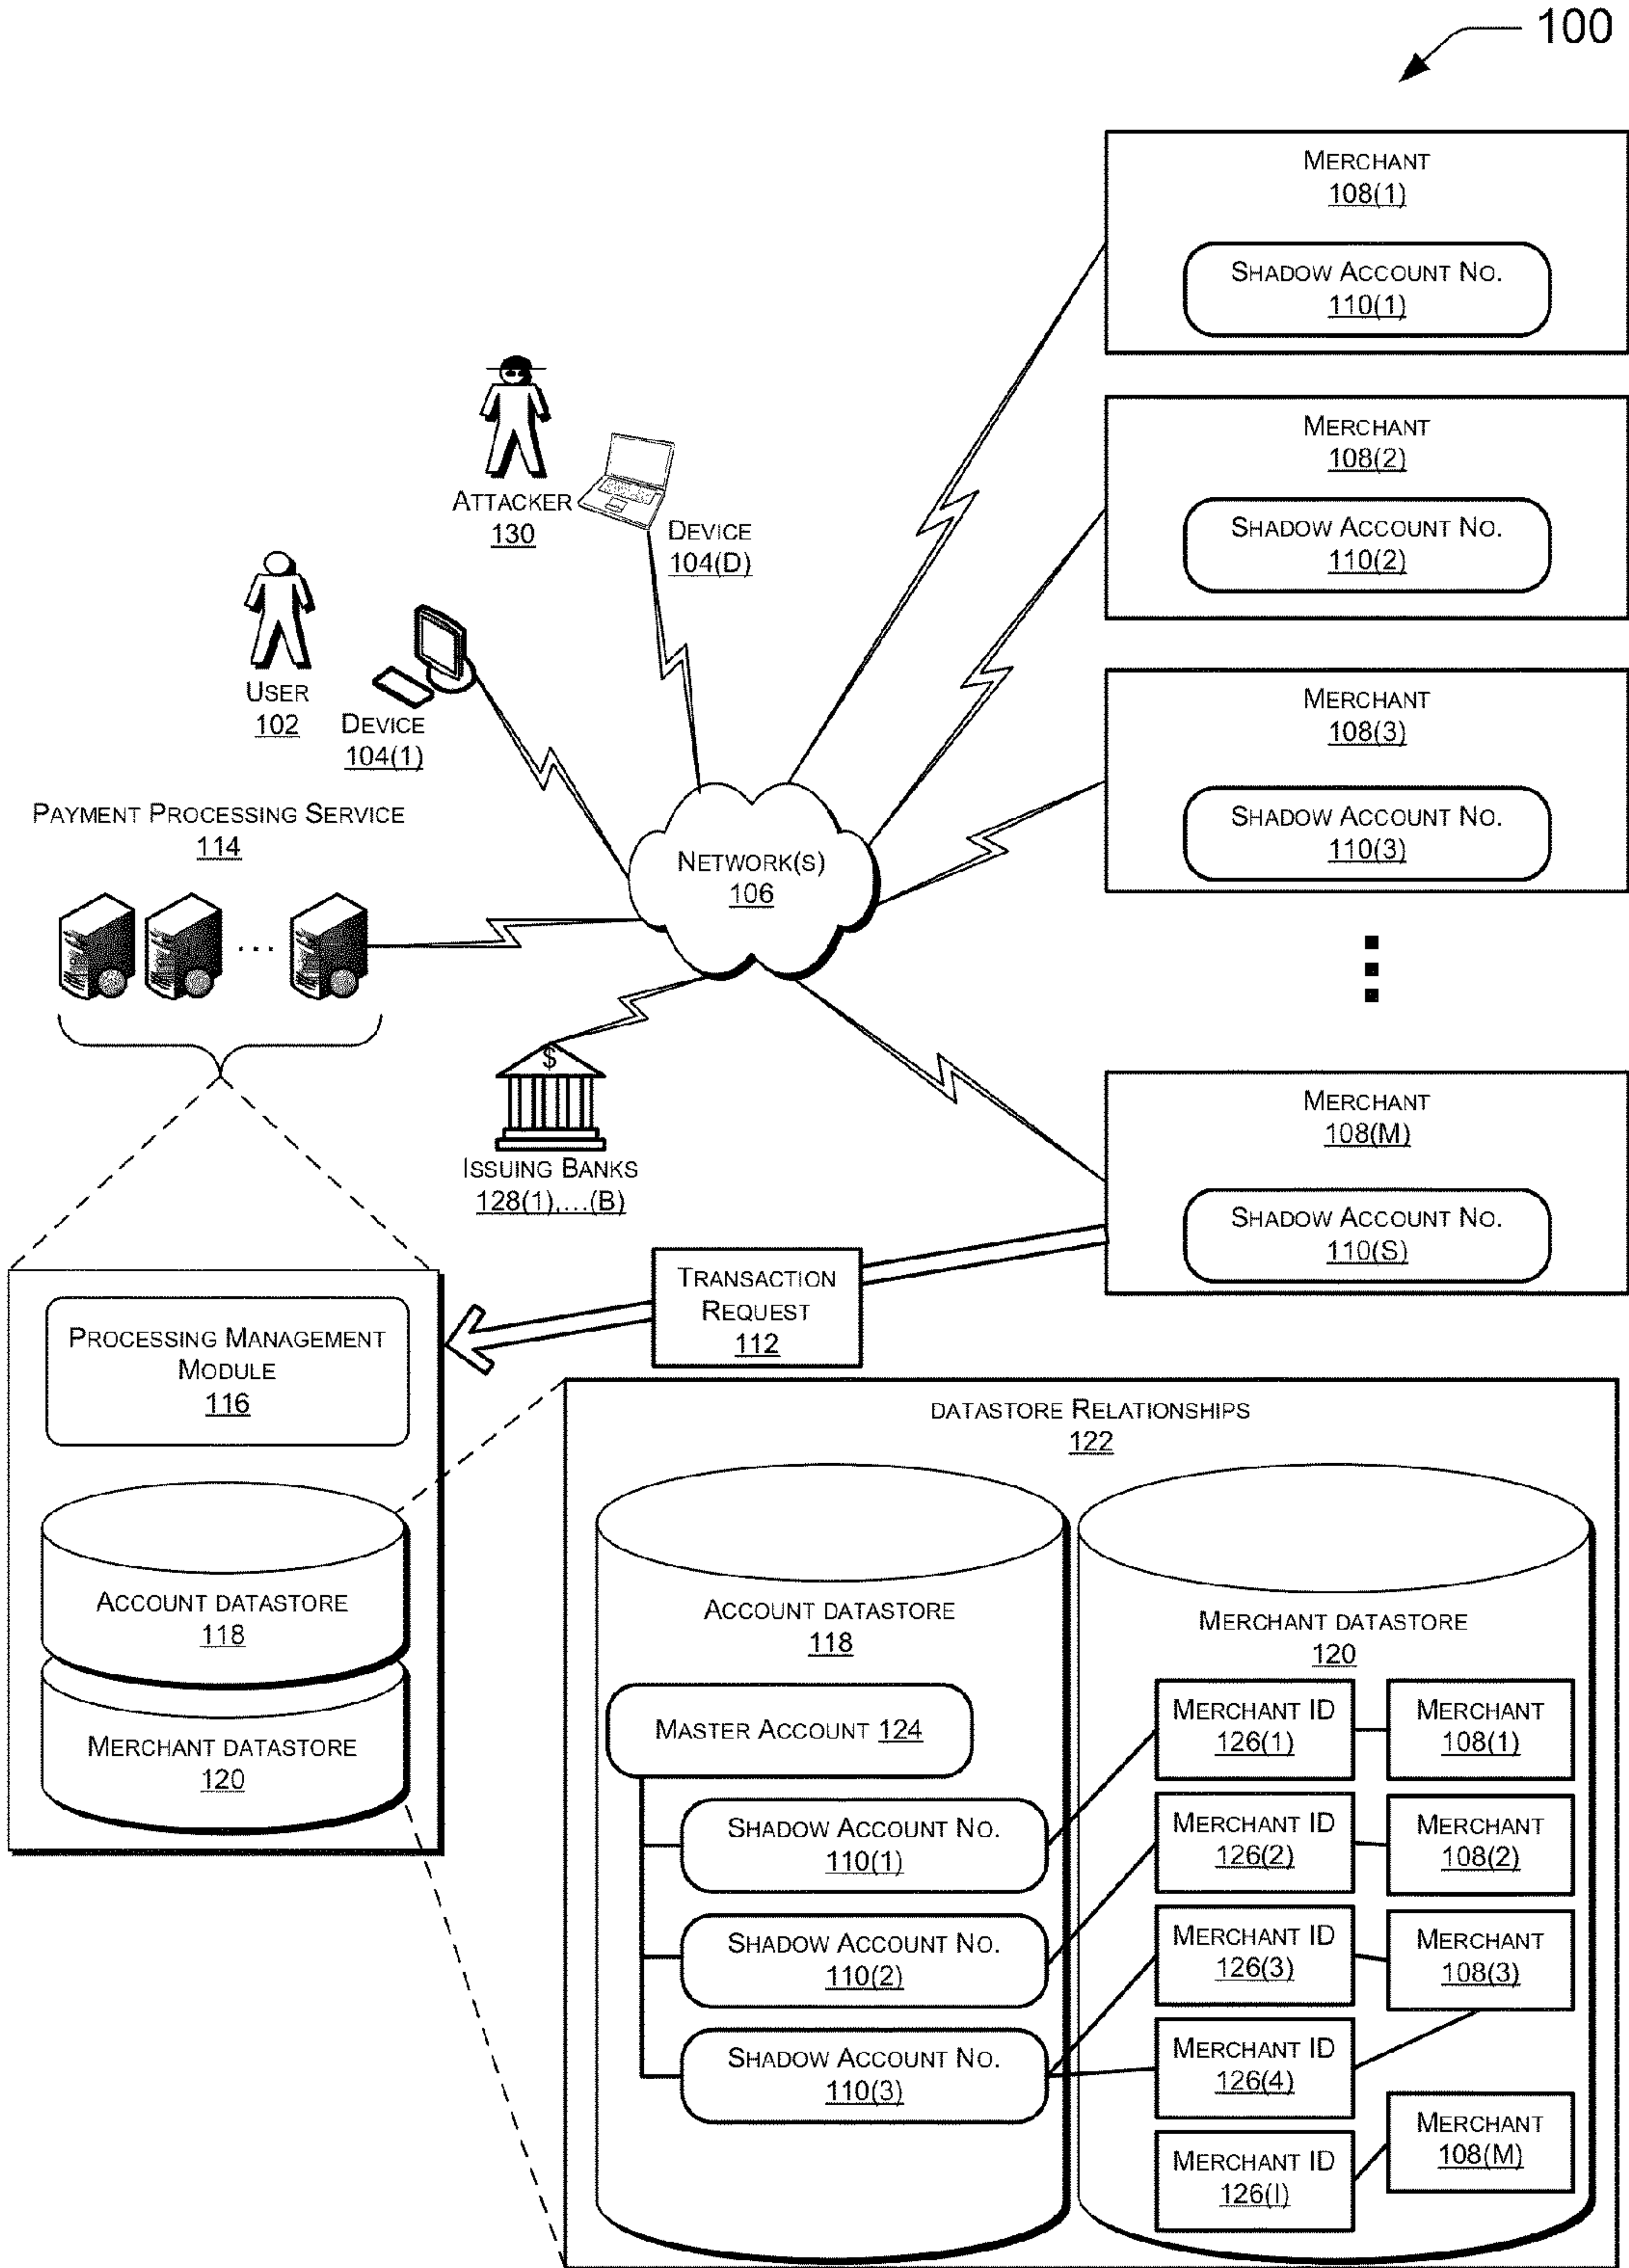 100
MERCHANT
108(1)
SHADOW ACCOUNT NO.
110(1)
MERCHANT
108(2)
SHADOW ACCOUNT NO.
110(2)
MERCHANT
108(3)
SHADOW ACCOUNT NO.
110(3)
MERCHANT
108(M)
SHADOW ACCOUNT NO.
110(S)
ATTACKER
130
DEVICE
104(D)
USER
102
DEVICE
104(1)
PAYMENT PROCESSING SERVICE
114
...
NETWORK(S)
106
$
ISSUING BANKS
128(1),...(B)
TRANSACTION
REQUEST
112
PROCESSING MANAGEMENT
MODULE
116
ACCOUNT DATASTORE
118
MERCHANT DATASTORE
120
DATASTORE RELATIONSHIPS
122
ACCOUNT DATASTORE
118
MASTER ACCOUNT 124
SHADOW ACCOUNT NO.
110(1)
SHADOW ACCOUNT NO.
110(2)
SHADOW ACCOUNT NO.
110(3)
MERCHANT DATASTORE
120
MERCHANT ID
126(1)
MERCHANT
108(1)
MERCHANT ID
126(2)
MERCHANT
108(2)
MERCHANT ID
126(3)
MERCHANT
108(3)
MERCHANT ID
126(4)
MERCHANT ID
126(I)
MERCHANT
108(M)